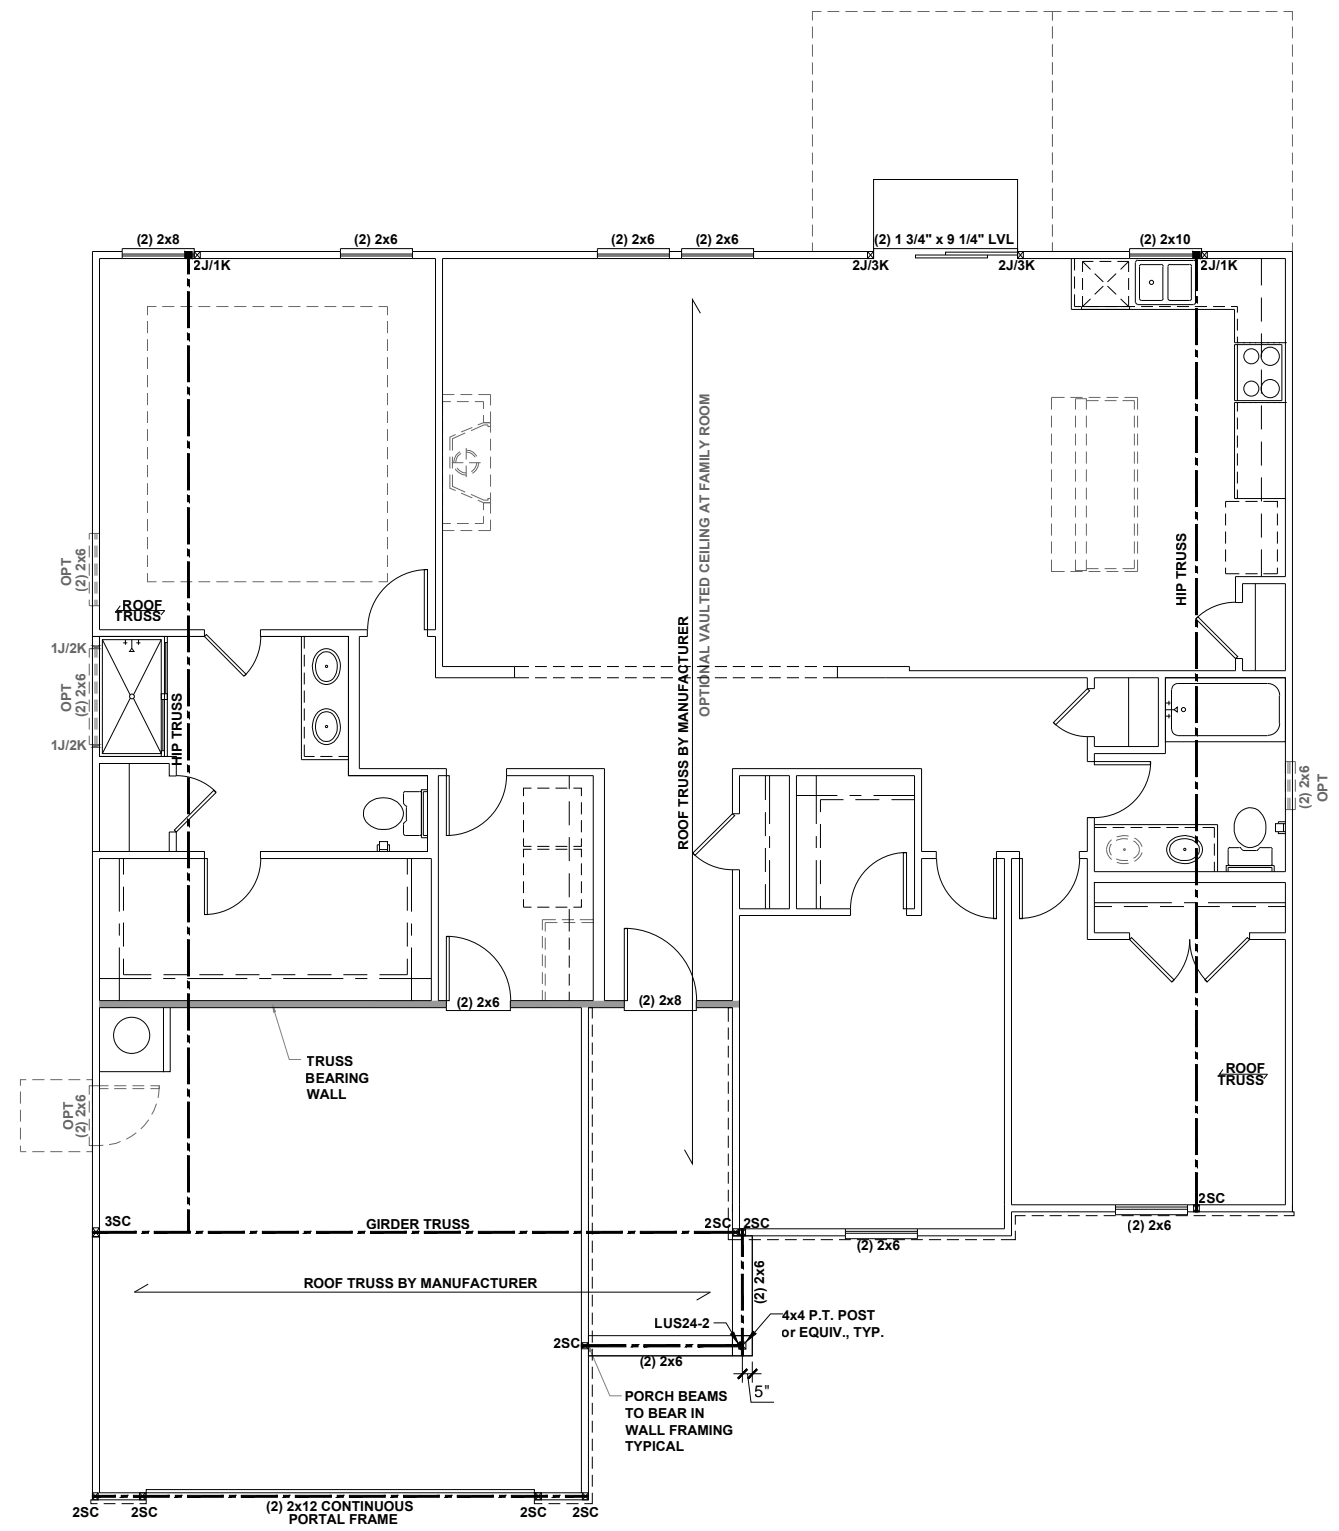 (2) 2x8
(2) 2x6
(2) 2x6
(2) 2x6
(2) 1 3/4" x 9 1/4" LVL
(2) 2x10
2J/1K
2J/3K
2J/3K
2J/1K
OPTIONAL VAULTED CEILING AT FAMILY ROOM
HIP TRUSS
OPT
(2) 2x6
ROOF
TRUSS
ROOF TRUSS BY MANUFACTURER
1J/2K
OPT
(2) 2x6
1J/2K
HIP TRUSS
(2) 2x6
OPT
(2) 2x6
(2) 2x8
TRUSS
BEARING
WALL
ROOF
TRUSS
OPT
(2) 2x6
2SC
3SC
GIRDER TRUSS
2SC
2SC
(2) 2x6
(2) 2x6
(2) 2x6
ROOF TRUSS BY MANUFACTURER
LUS24-2
4x4 P.T. POST
or EQUIV., TYP.
2SC
(2) 2x6
5"
PORCH BEAMS
TO BEAR IN
WALL FRAMING
TYPICAL
2SC
2SC
(2) 2x12 CONTINUOUS
PORTAL FRAME
2SC
2SC